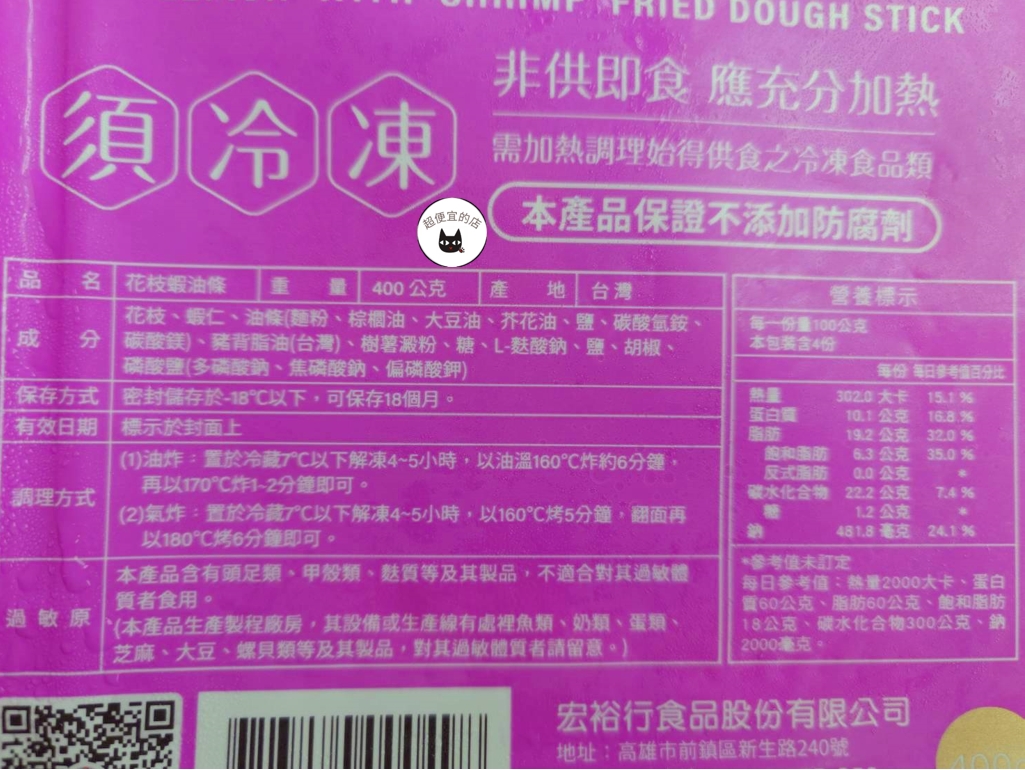 WITH SHRIMP FRIED DOUGH STICK
須冷凍
非供即食 應充分加熱
需加熱調理始得供食之冷凍食品類
本產品保證不添加防腐劑
超便宜的店
品名 花枝蝦油條 重量 400公克 產地 台灣
成分 花枝、蝦仁、油條(麵粉、棕櫚油、大豆油、芥花油、鹽、碳酸氫銨、
碳酸鎂)、豬背脂油(台灣)、樹薯澱粉、糖、L-麩酸鈉、鹽、胡椒、
磷酸鹽(多磷酸鈉、焦磷酸鈉、偏磷酸鉀)
保存方式 密封儲存於-18℃以下，可保存18個月。
有效日期 標示於封面上
調理方式
(1)油炸：置於冷藏7℃以下解凍4~5小時，以油溫160℃炸約6分鐘，
再以170℃炸1~2分鐘即可。
(2)氣炸：置於冷藏7℃以下解凍4~5小時，以160℃烤5分鐘，翻面再
以180℃烤6分鐘即可。
過敏原
本產品含有頭足類、甲殼類、麩質等及其製品，不適合對其過敏體
質者食用。
(本產品生產製程廠房，其設備或生產線有處裡魚類、奶類、蛋類、
芝麻、大豆、螺貝類等及其製品，對其過敏體質者請留意。)
營養標示
每一份量100公克
本包裝含4份
每份 每日參考值百分比
熱量 302.0 大卡 15.1 %
蛋白質 10.1 公克 16.8 %
脂肪 19.2 公克 32.0 %
飽和脂肪 6.3 公克 35.0 %
反式脂肪 0.0 公克 *
碳水化合物 22.2 公克 7.4 %
糖 1.2 公克 *
鈉 481.8 毫克 24.1 %
*參考值未訂定
每日參考值：熱量2000大卡、蛋白
質60公克、脂肪60公克、飽和脂肪
18公克、碳水化合物300公克、鈉
2000毫克。
宏裕行食品股份有限公司
地址：高雄市前鎮區新生路240號